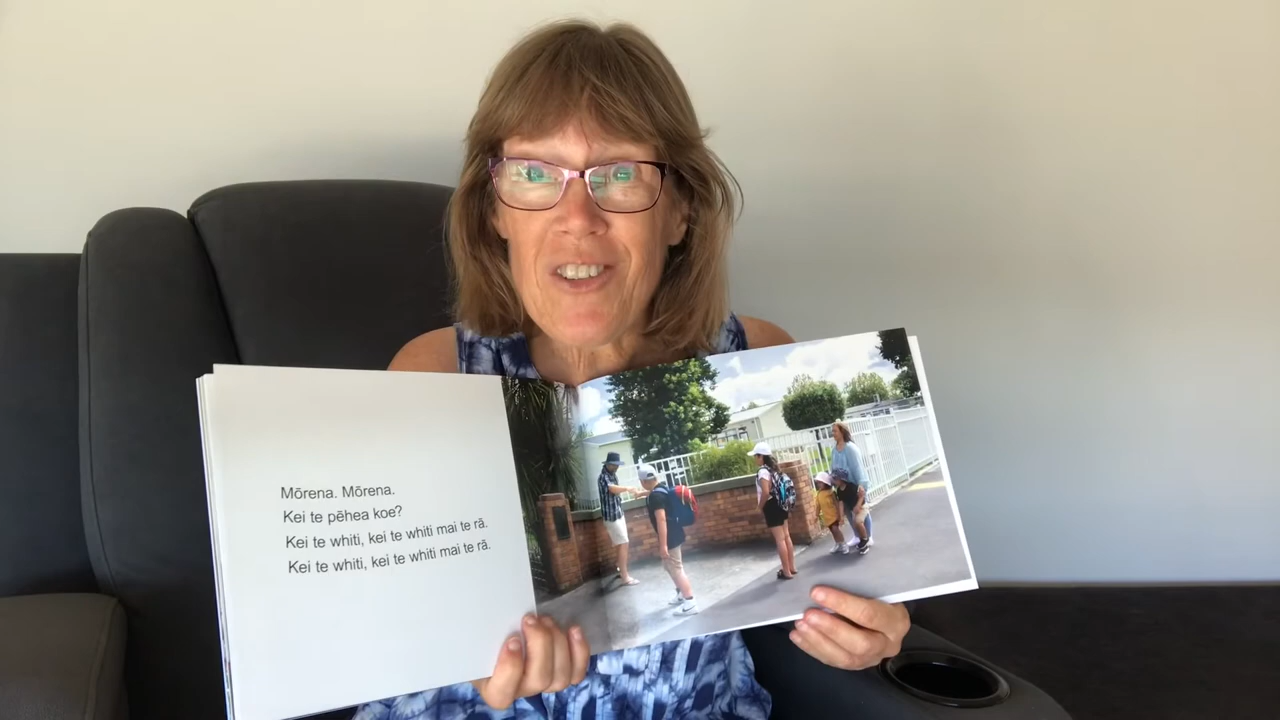 Mōrena. Mōrena.
Kei te pēhea koe?
Kei te whiti, kei te whiti mai te rā.
Kei te whiti, kei te whiti mai te rā.